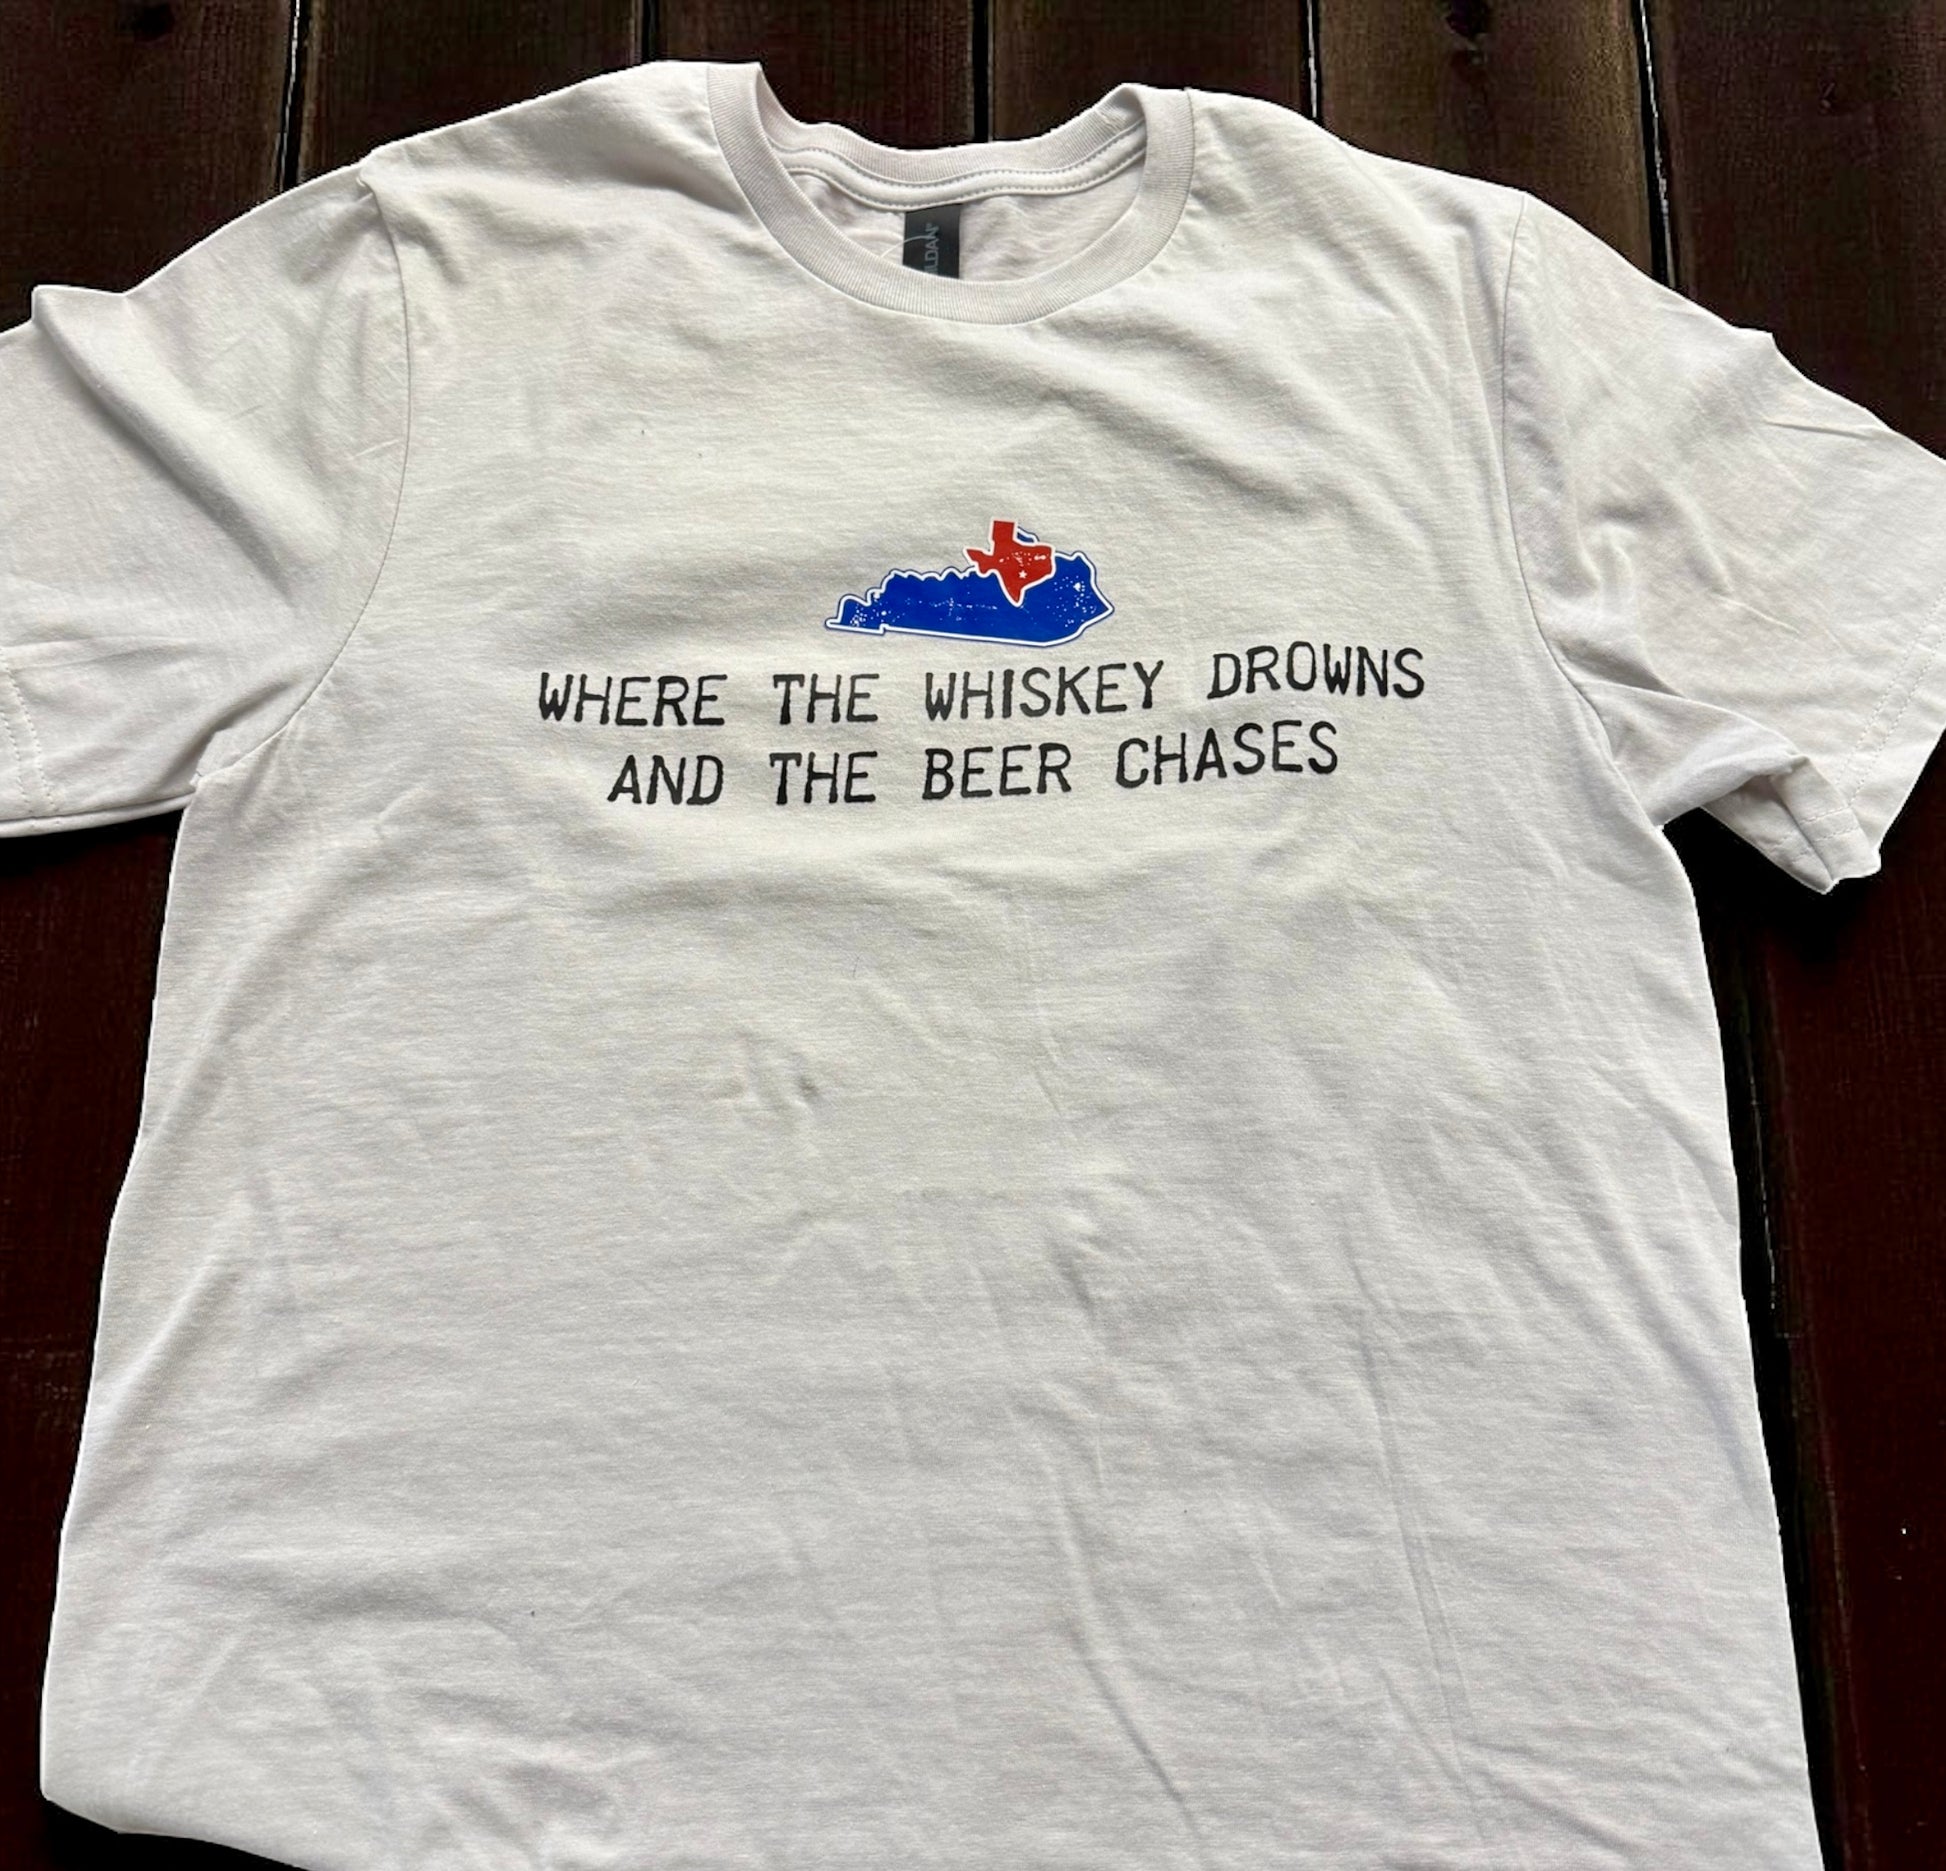 WHERE THE WHISKEY DROWNS
AND THE BEER CHASES